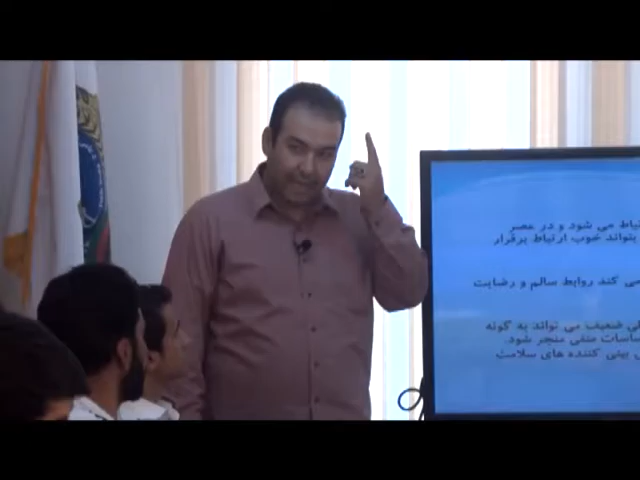 تباط می شود و در عصر
بتواند خوب ارتباط برقرار
می کند روابط سالم و رضایت
ی ضعیف می تواند به گونه
ساسات منفی منجر شود.
بینی کننده های سلامت